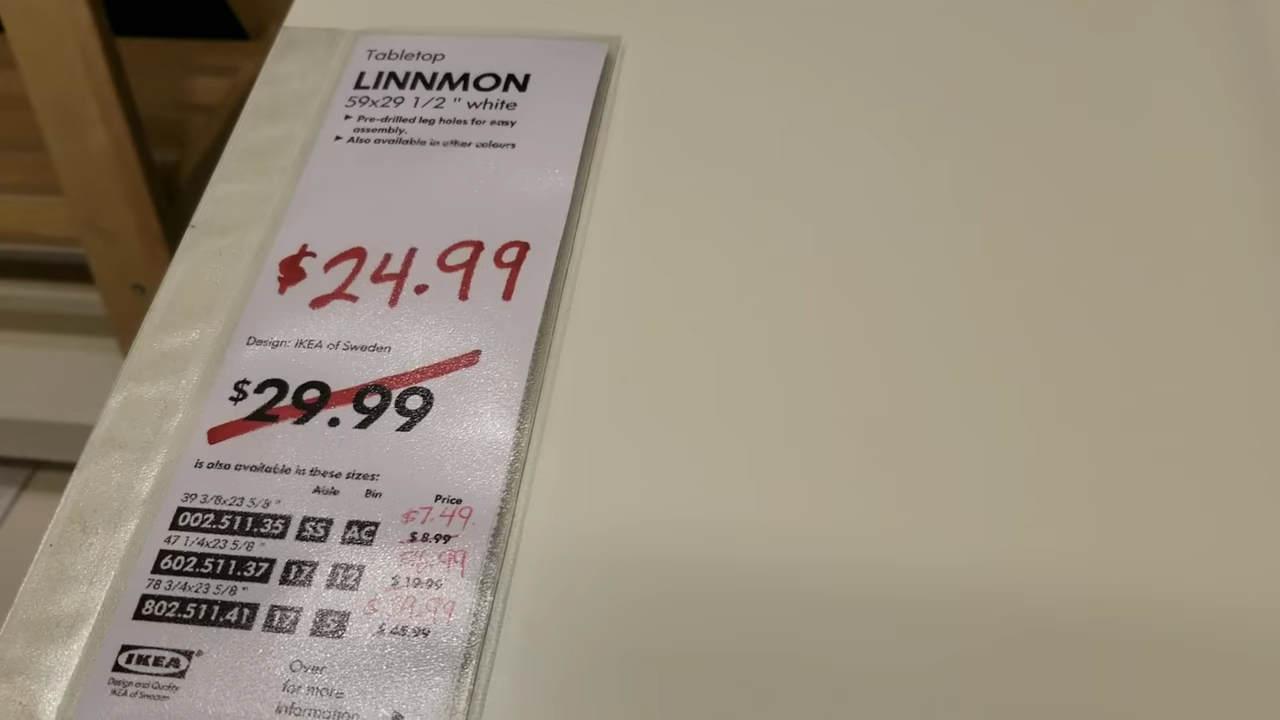 Tabletop
LINNMON
59x29 1/2 " white
▶ Pre-drilled leg holes for easy
assembly.
▶ Also available in other colours
$24.99
Design: IKEA of Sweden
$29.99
is also available in these sizes:
Aisle Bin Price
39 3/8x23 5/8 " $7.49
002.511.35 SS AC $8.99
47 1/4x23 5/8 "
602.511.37 17 12 $19.99
78 3/4x23 5/8 "
802.511.41 17 $45.99
IKEA®
Design and Quality
IKEA of Sweden
Over
for more
information